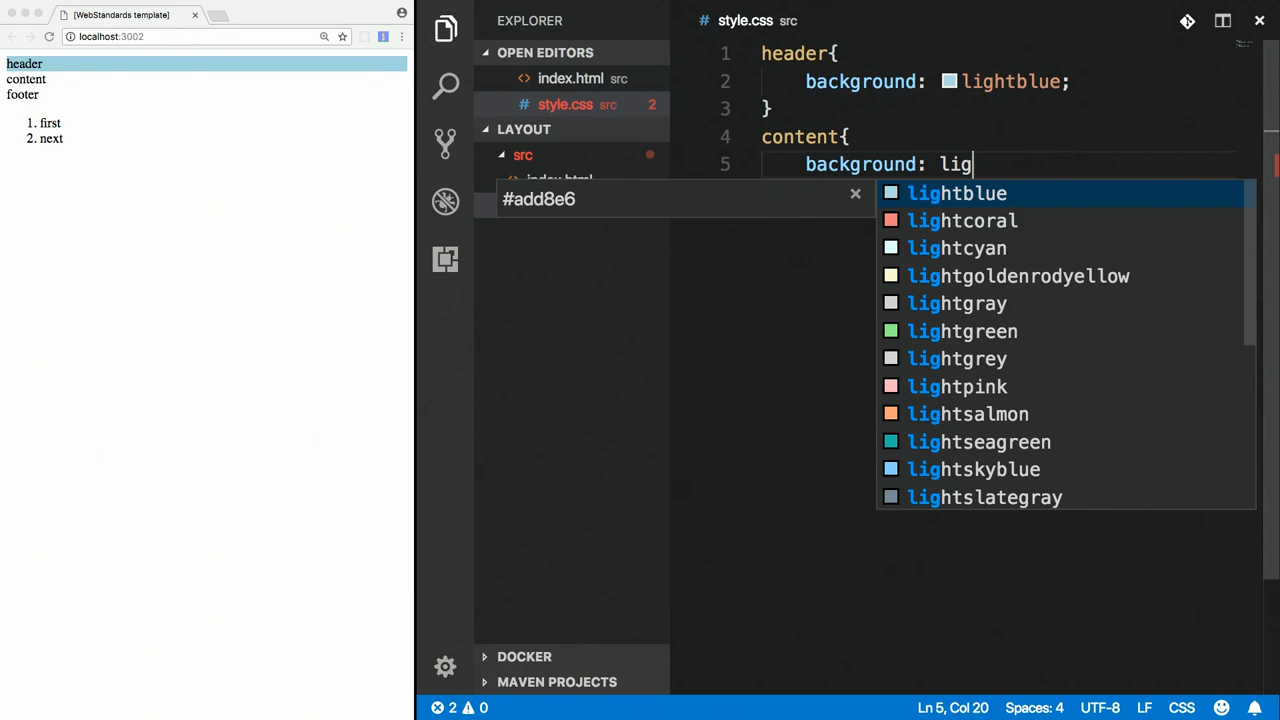 [WebStandards template]
localhost:3002
header
content
footer
1. first
2. next
EXPLORER
OPEN EDITORS
<> index.html src
# style.css src 2
LAYOUT
src
index.html
#add8e6
DOCKER
MAVEN PROJECTS
# style.css src
1 header{
2 background: lightblue;
3 }
4 content{
5 background: lig
lightblue
lightcoral
lightcyan
lightgoldenrodyellow
lightgray
lightgreen
lightgrey
lightpink
lightsalmon
lightseagreen
lightskyblue
lightslategray
2 0 Ln 5, Col 20 Spaces: 4 UTF-8 LF CSS